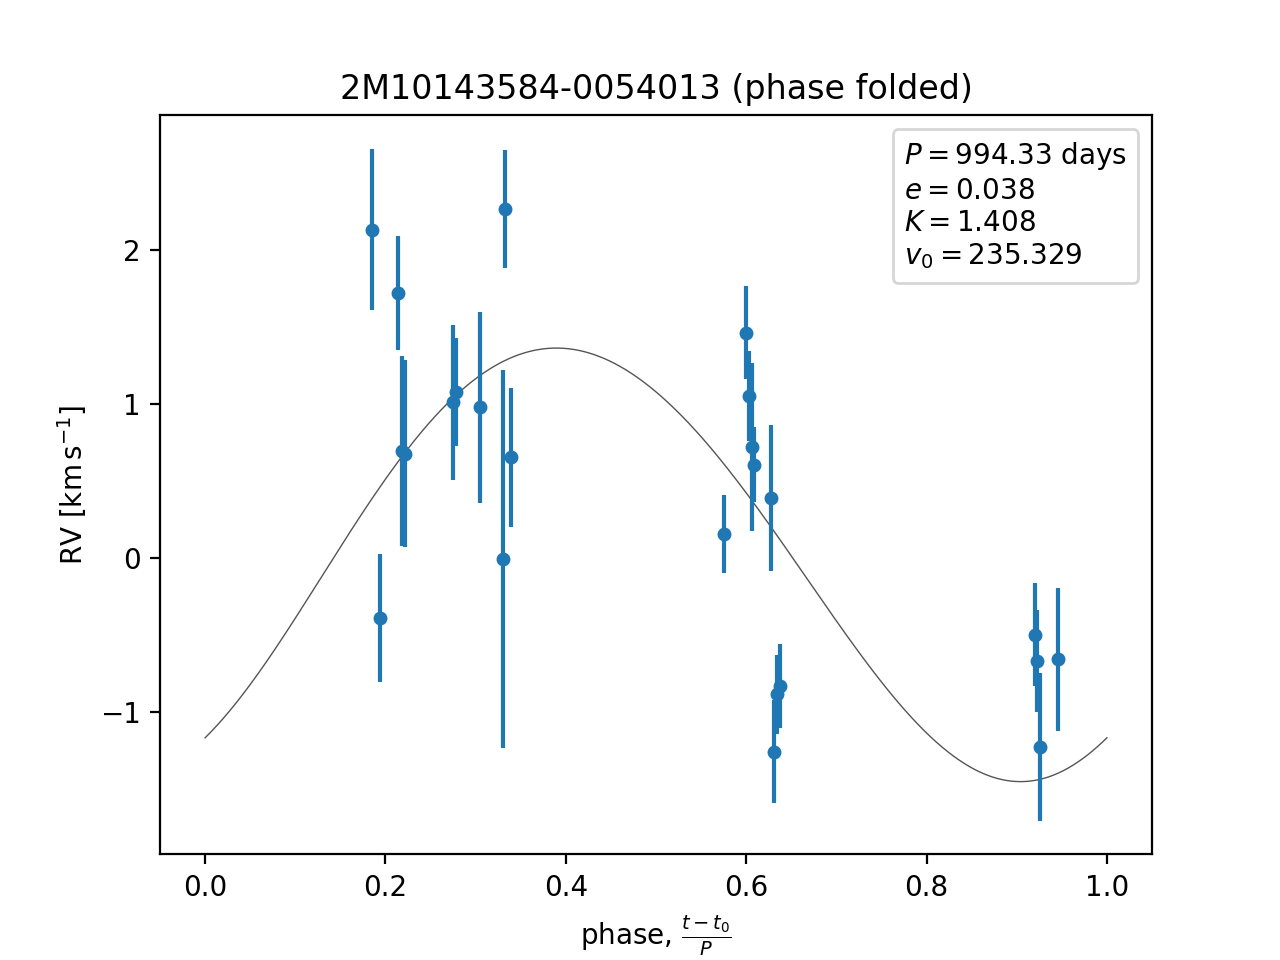 2M10143584-0054013 (phase folded)
P = 994.33 days
e = 0.038
K = 1.408
v₀ = 235.329
RV [km s⁻¹]
2
1
0
−1
0.0 0.2 0.4 0.6 0.8 1.0
phase, (t − t₀)/P